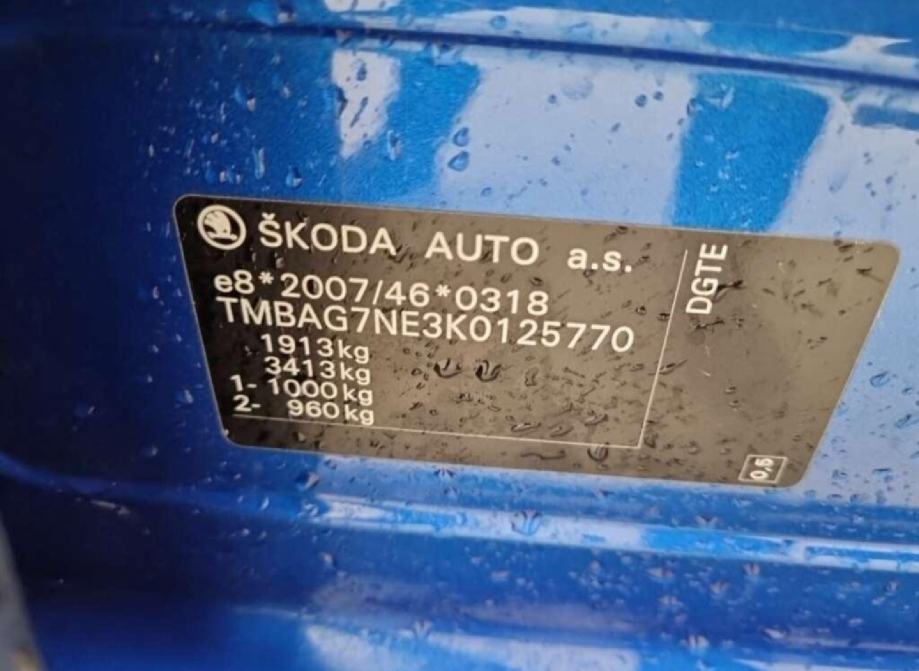 ŠKODA AUTO a.s.
e8*2007/46*0318
TMBAG7NE3K0125770
1913kg
3413kg
1- 1000kg
2- 960kg
DGTE
0,5